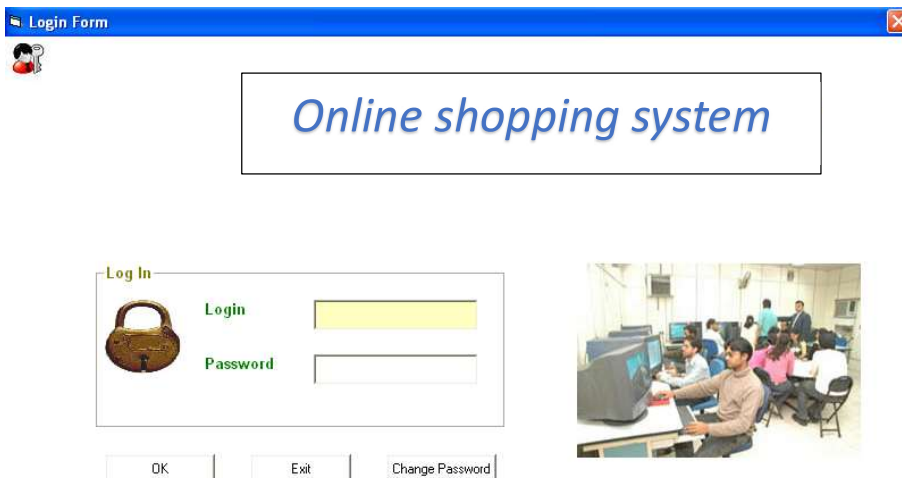 Login Form
Online shopping system
Log In
Login
Password
OK
Exit
Change Password